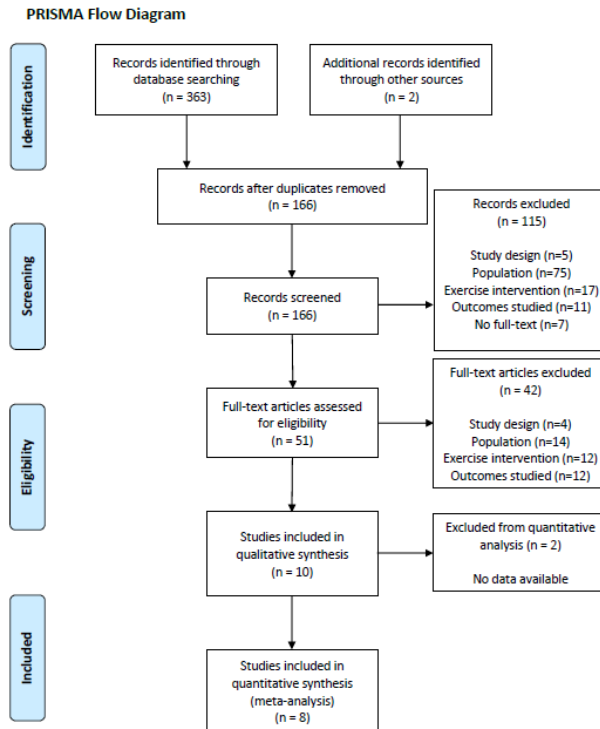 PRISMA Flow Diagram
Identification
Records identified through
database searching
(n = 363)
Additional records identified
through other sources
(n = 2)
Records after duplicates removed
(n = 166)
Screening
Records screened
(n = 166)
Records excluded
(n = 115)
Study design (n=5)
Population (n=75)
Exercise intervention (n=17)
Outcomes studied (n=11)
No full-text (n=7)
Eligibility
Full-text articles assessed
for eligibility
(n = 51)
Full-text articles excluded
(n = 42)
Study design (n=4)
Population (n=14)
Exercise intervention (n=12)
Outcomes studied (n=12)
Studies included in
qualitative synthesis
(n = 10)
Excluded from quantitative
analysis (n = 2)
No data available
Included
Studies included in
quantitative synthesis
(meta-analysis)
(n = 8)